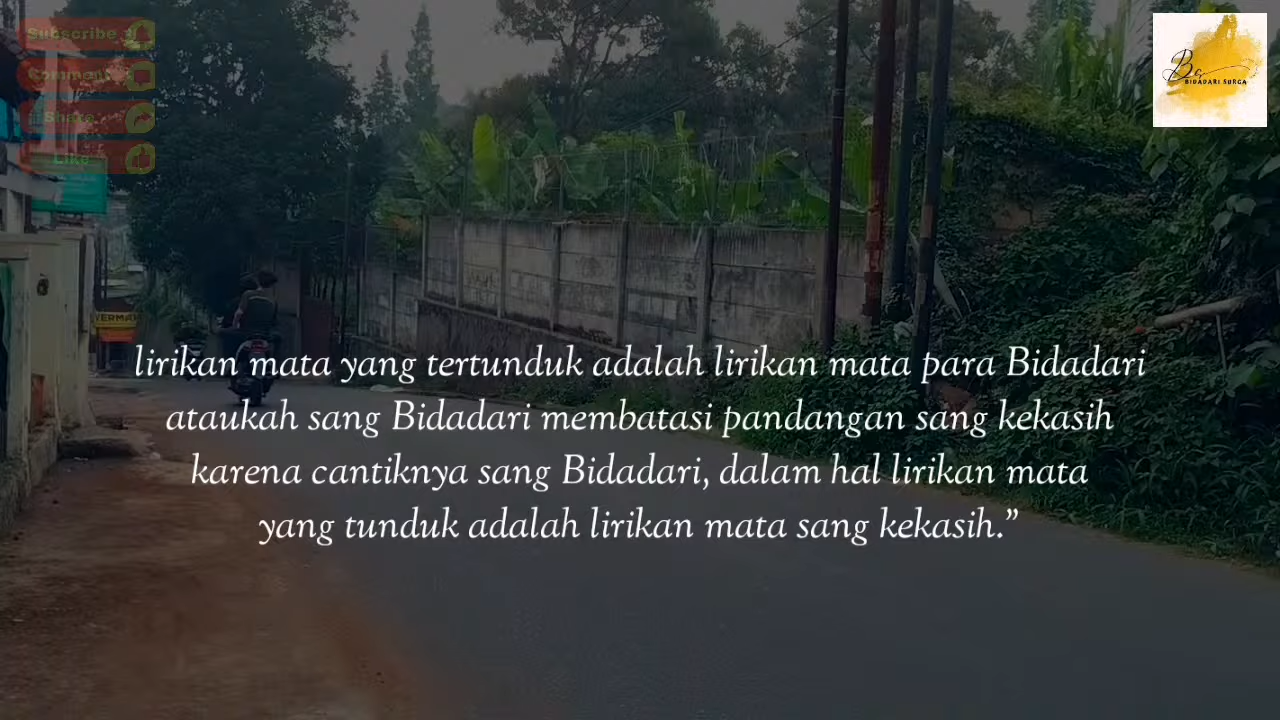 Subscribe
Comment
Share
Like
BIDADARI SURGA
lirikan mata yang tertunduk adalah lirikan mata para Bidadari
ataukah sang Bidadari membatasi pandangan sang kekasih
karena cantiknya sang Bidadari, dalam hal lirikan mata
yang tunduk adalah lirikan mata sang kekasih.”